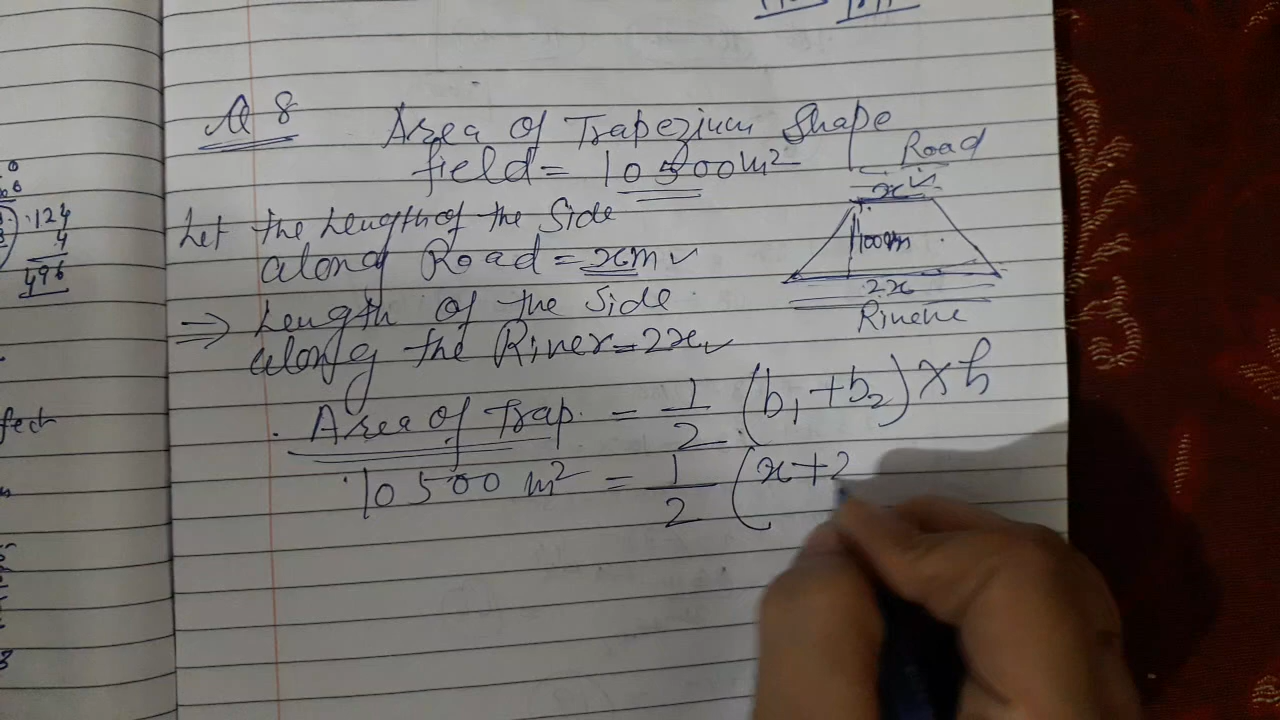 Q 8
Area of Trapezium Shape
field = 10500m²
Road
x
100m
2x
Let the Length of the Side
along Road = xm
⇒ Length of the Side
along the River = 2x
Area of Trap. = 1/2 (b₁+b₂) × h
10500 m² = 1/2 (x+2
.124
4
496
fect